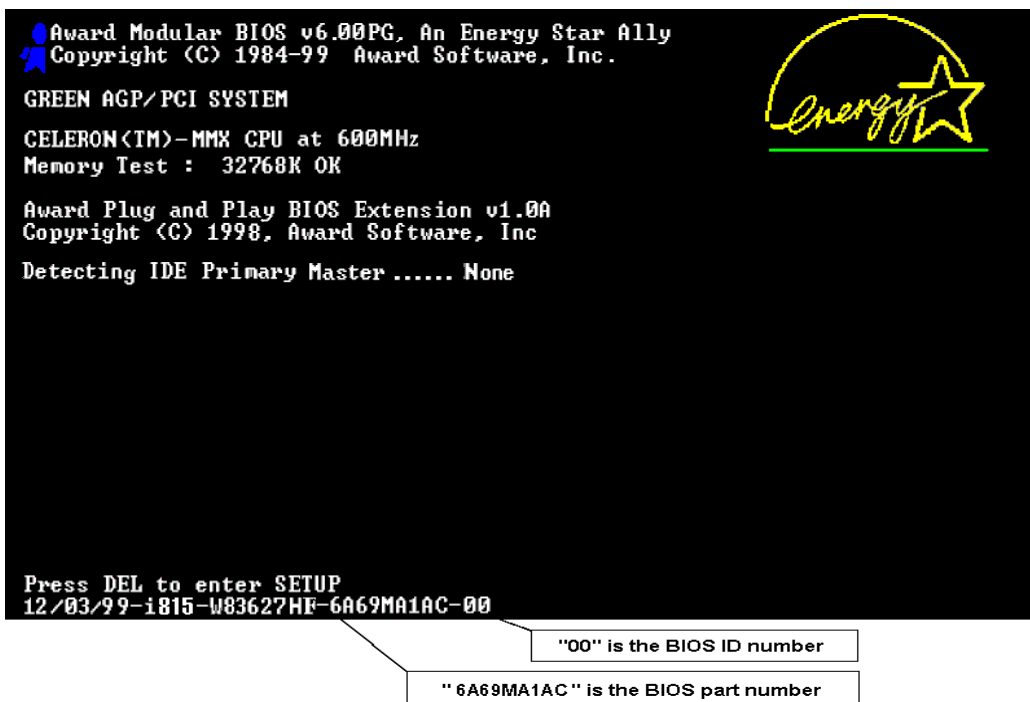 Award Modular BIOS v6.00PG, An Energy Star Ally
Copyright (C) 1984-99 Award Software, Inc.
energy
GREEN AGP/PCI SYSTEM
CELERON(TM)-MMX CPU at 600MHz
Memory Test : 32768K OK
Award Plug and Play BIOS Extension v1.0A
Copyright (C) 1998, Award Software, Inc
Detecting IDE Primary Master ...... None
Press DEL to enter SETUP
12/03/99-i815-W83627HF-6A69MA1AC-00
"00" is the BIOS ID number
"6A69MA1AC" is the BIOS part number